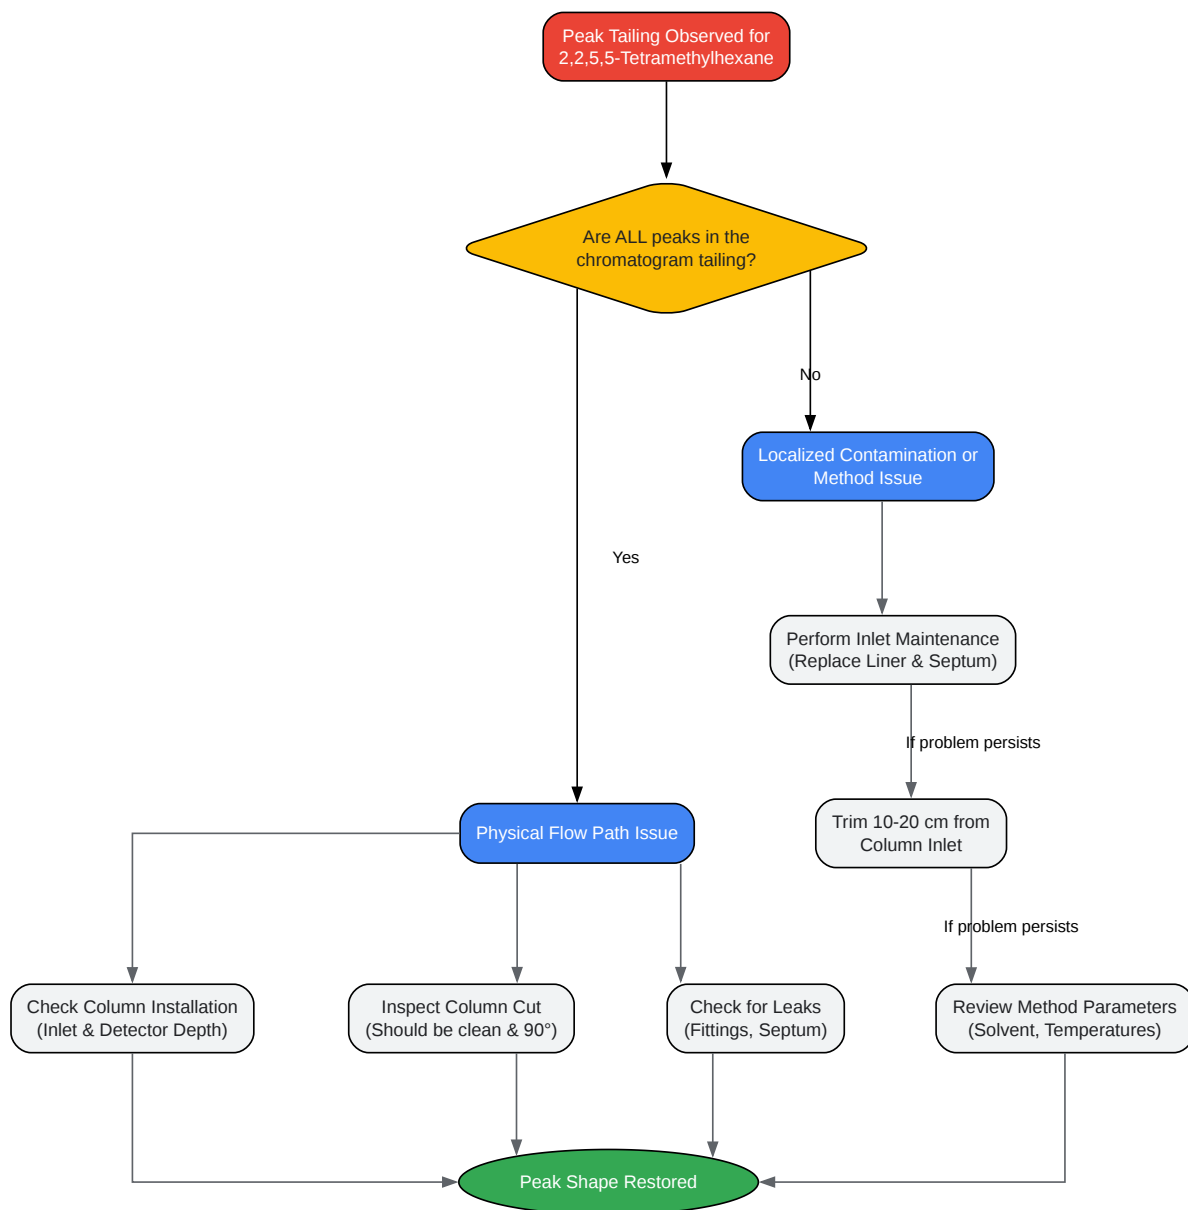 Peak Tailing Observed for
2,2,5,5-Tetramethylhexane
Are ALL peaks in the
chromatogram tailing?
No
Localized Contamination or
Method Issue
Yes
Perform Inlet Maintenance
(Replace Liner & Septum)
If problem persists
Physical Flow Path Issue
Trim 10-20 cm from
Column Inlet
If problem persists
Check Column Installation
(Inlet & Detector Depth)
Inspect Column Cut
(Should be clean & 90°)
Check for Leaks
(Fittings, Septum)
Review Method Parameters
(Solvent, Temperatures)
Peak Shape Restored